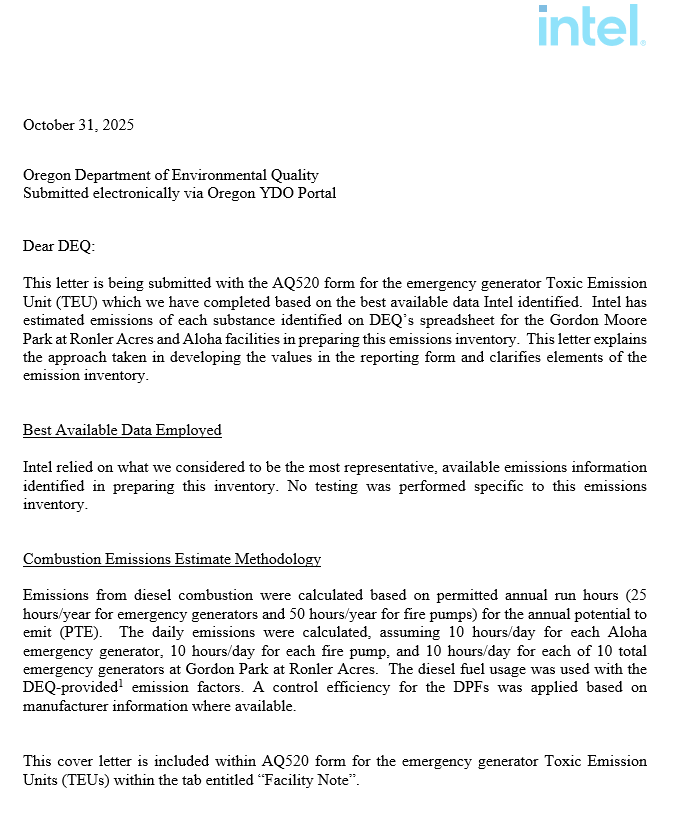 intel.
October 31, 2025
Oregon Department of Environmental Quality
Submitted electronically via Oregon YDO Portal
Dear DEQ:
This letter is being submitted with the AQ520 form for the emergency generator Toxic Emission
Unit (TEU) which we have completed based on the best available data Intel identified. Intel has
estimated emissions of each substance identified on DEQ’s spreadsheet for the Gordon Moore
Park at Ronler Acres and Aloha facilities in preparing this emissions inventory. This letter explains
the approach taken in developing the values in the reporting form and clarifies elements of the
emission inventory.
Best Available Data Employed
Intel relied on what we considered to be the most representative, available emissions information
identified in preparing this inventory. No testing was performed specific to this emissions
inventory.
Combustion Emissions Estimate Methodology
Emissions from diesel combustion were calculated based on permitted annual run hours (25
hours/year for emergency generators and 50 hours/year for fire pumps) for the annual potential to
emit (PTE). The daily emissions were calculated, assuming 10 hours/day for each Aloha
emergency generator, 10 hours/day for each fire pump, and 10 hours/day for each of 10 total
emergency generators at Gordon Park at Ronler Acres. The diesel fuel usage was used with the
DEQ-provided¹ emission factors. A control efficiency for the DPFs was applied based on
manufacturer information where available.
This cover letter is included within AQ520 form for the emergency generator Toxic Emission
Units (TEUs) within the tab entitled “Facility Note”.